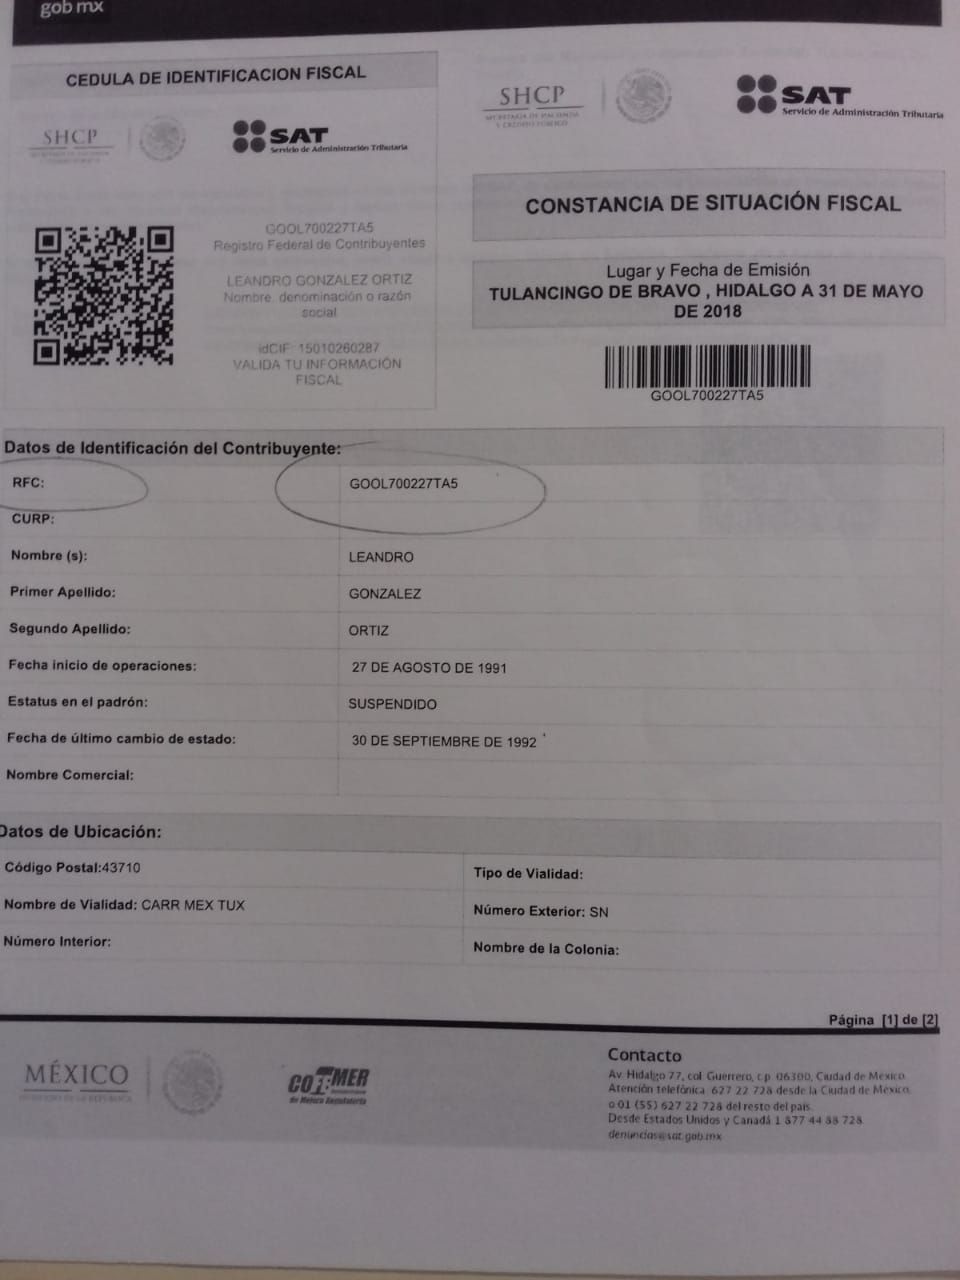 gob mx
CEDULA DE IDENTIFICACION FISCAL
SHCP
SAT
Servicio de Administración Tributaria
GOOL700227TA5
Registro Federal de Contribuyentes
LEANDRO GONZALEZ ORTIZ
Nombre, denominación o razón
social
idCIF: 15010260287
VALIDA TU INFORMACIÓN
FISCAL
SHCP
SECRETARÍA DE HACIENDA
Y CRÉDITO PÚBLICO
SAT
Servicio de Administración Tributaria
CONSTANCIA DE SITUACIÓN FISCAL
Lugar y Fecha de Emisión
TULANCINGO DE BRAVO , HIDALGO A 31 DE MAYO
DE 2018
GOOL700227TA5
Datos de Identificación del Contribuyente:
RFC: GOOL700227TA5
CURP:
Nombre (s): LEANDRO
Primer Apellido: GONZALEZ
Segundo Apellido: ORTIZ
Fecha inicio de operaciones: 27 DE AGOSTO DE 1991
Estatus en el padrón: SUSPENDIDO
Fecha de último cambio de estado: 30 DE SEPTIEMBRE DE 1992
Nombre Comercial:
Datos de Ubicación:
Código Postal:43710 Tipo de Vialidad:
Nombre de Vialidad: CARR MEX TUX Número Exterior: SN
Número Interior: Nombre de la Colonia:
Página [1] de [2]
MÉXICO
GOBIERNO DE LA REPÚBLICA
COFEMER
de Mejora Regulatoria
Contacto
Av. Hidalgo 77, col. Guerrero, c.p. 06300, Ciudad de México.
Atención telefónica 627 22 728 desde la Ciudad de México,
o 01 (55) 627 22 728 del resto del país.
Desde Estados Unidos y Canadá 1 877 44 88 728
denuncias@sat.gob.mx